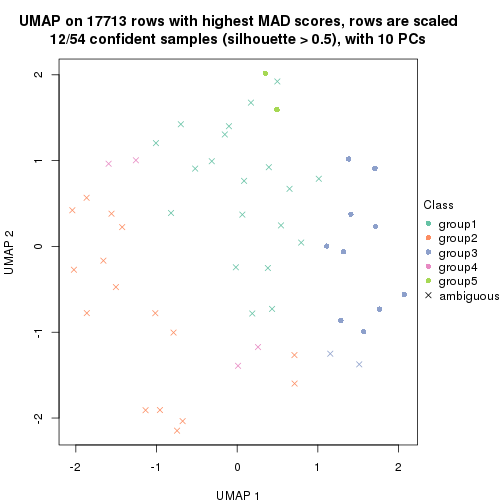 UMAP on 17713 rows with highest MAD scores, rows are scaled
12/54 confident samples (silhouette > 0.5), with 10 PCs
2
1
0
-1
-2
UMAP 2
-2
-1
0
1
2
UMAP 1
Class
group1
group2
group3
group4
group5
ambiguous